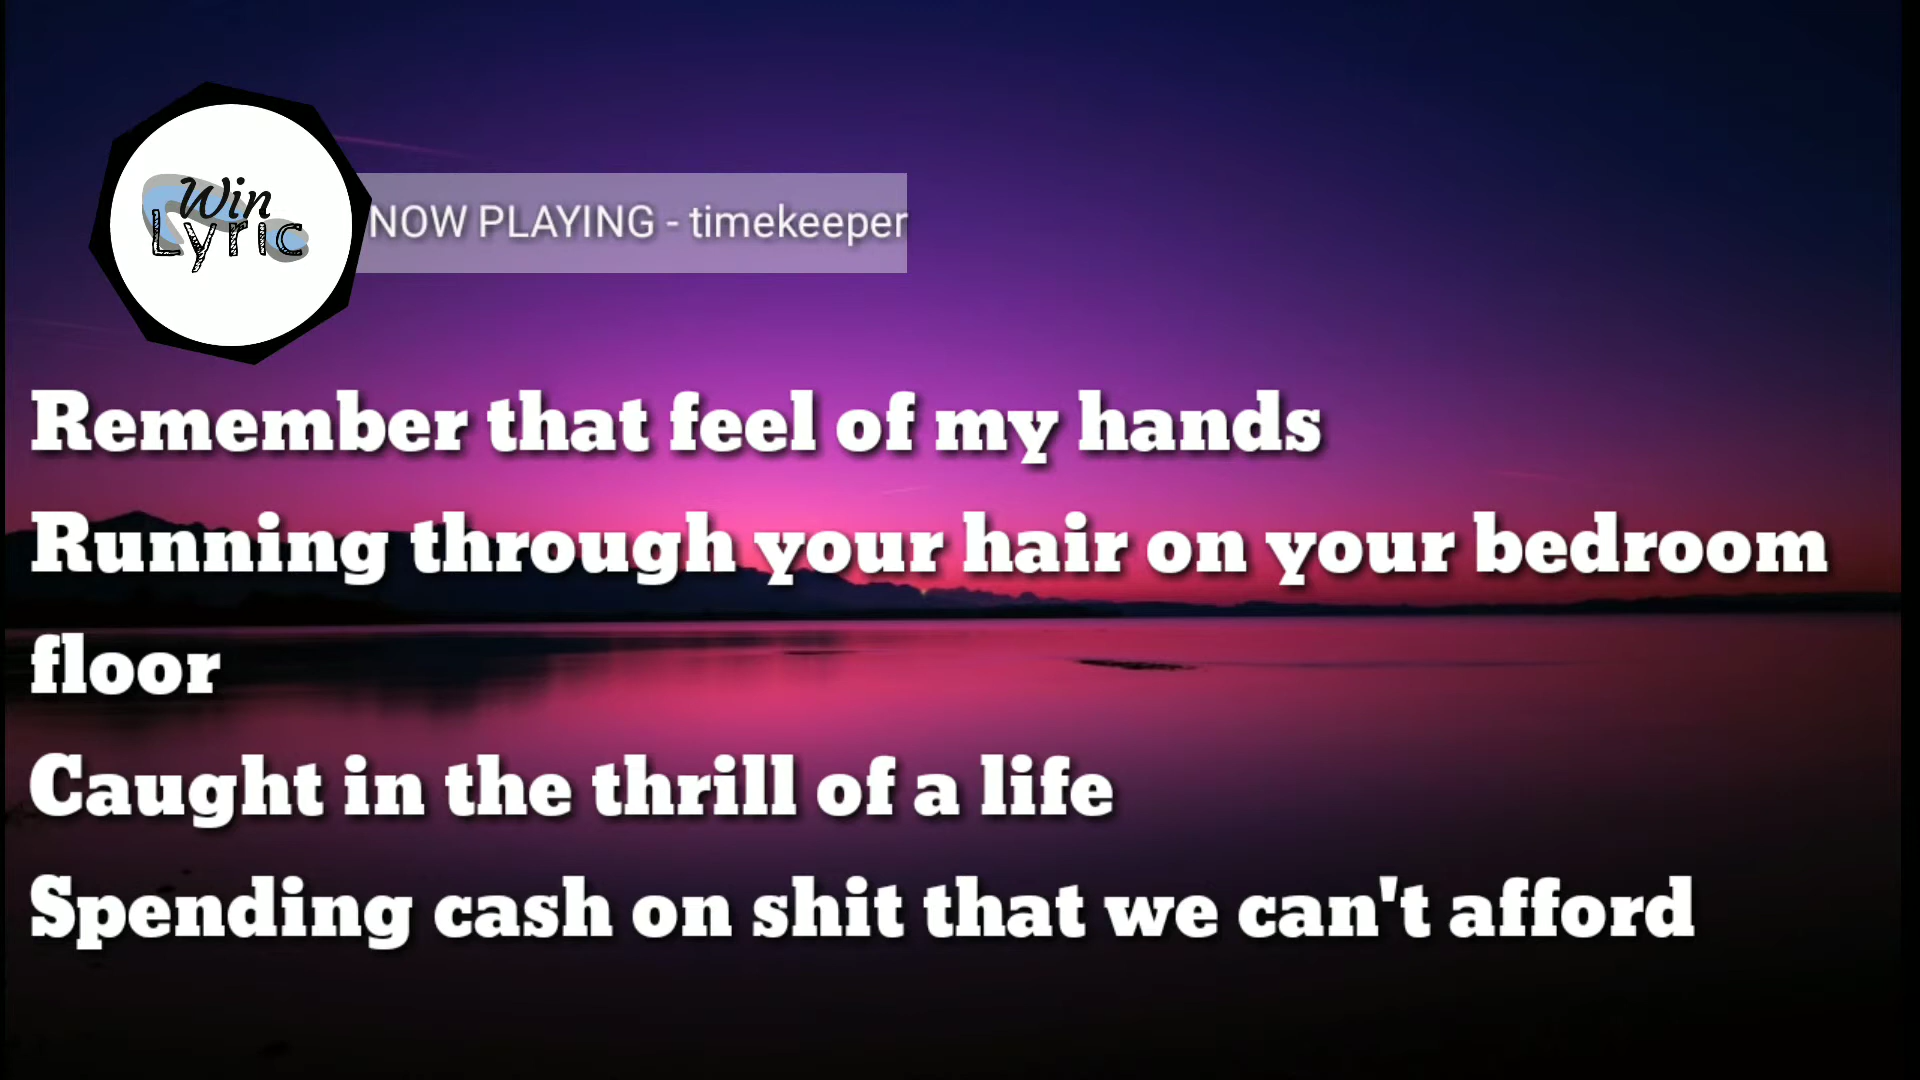 Win
Lyric
NOW PLAYING - timekeeper
Remember that feel of my hands
Running through your hair on your bedroom
floor
Caught in the thrill of a life
Spending cash on shit that we can't afford